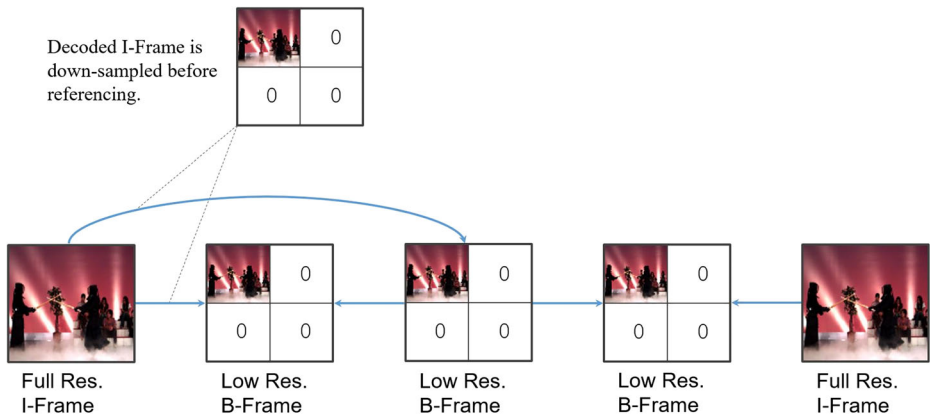 Decoded I-Frame is
down-sampled before
referencing.
0
0 0
0 0 0
0 0 0 0 0 0
Full Res. Low Res. Low Res. Low Res. Full Res.
I-Frame B-Frame B-Frame B-Frame I-Frame